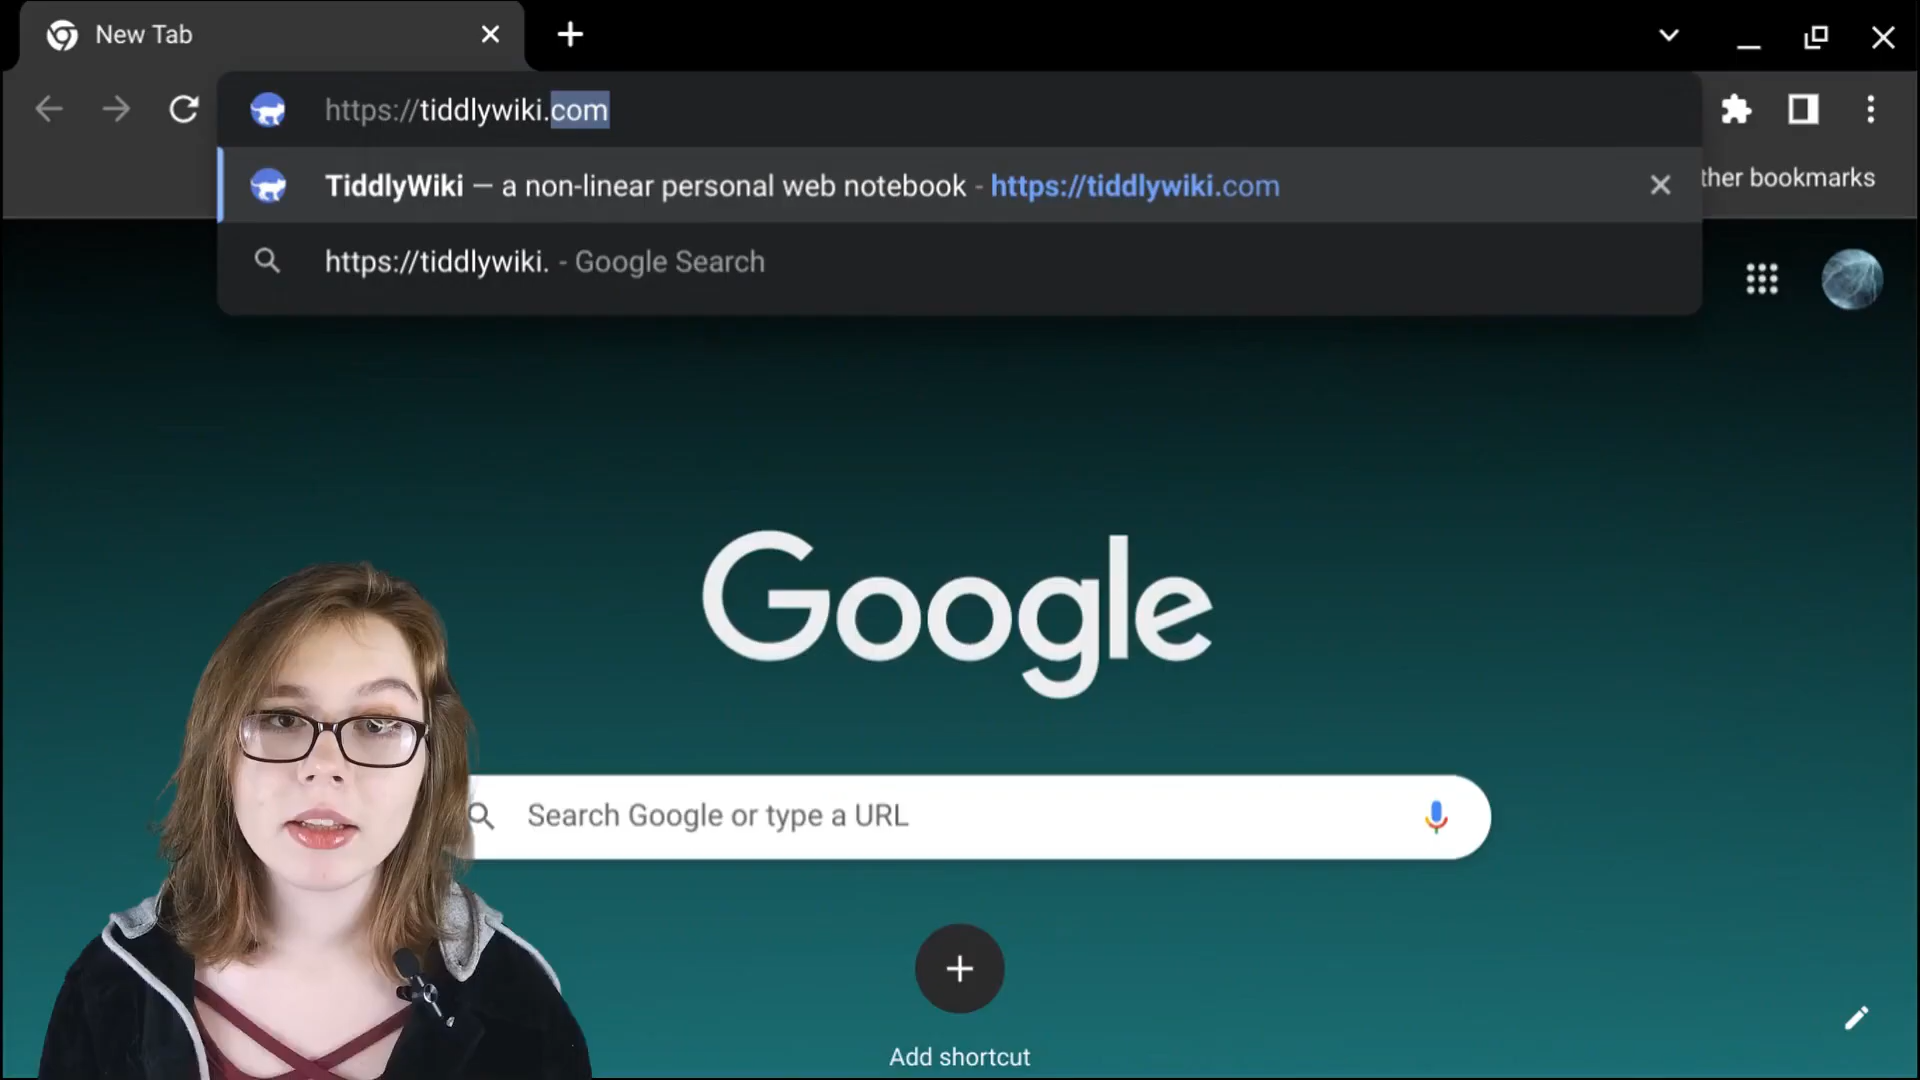 New Tab
https://tiddlywiki.com
TiddlyWiki — a non-linear personal web notebook - https://tiddlywiki.com
ther bookmarks
https://tiddlywiki. - Google Search
Google
Search Google or type a URL
Add shortcut